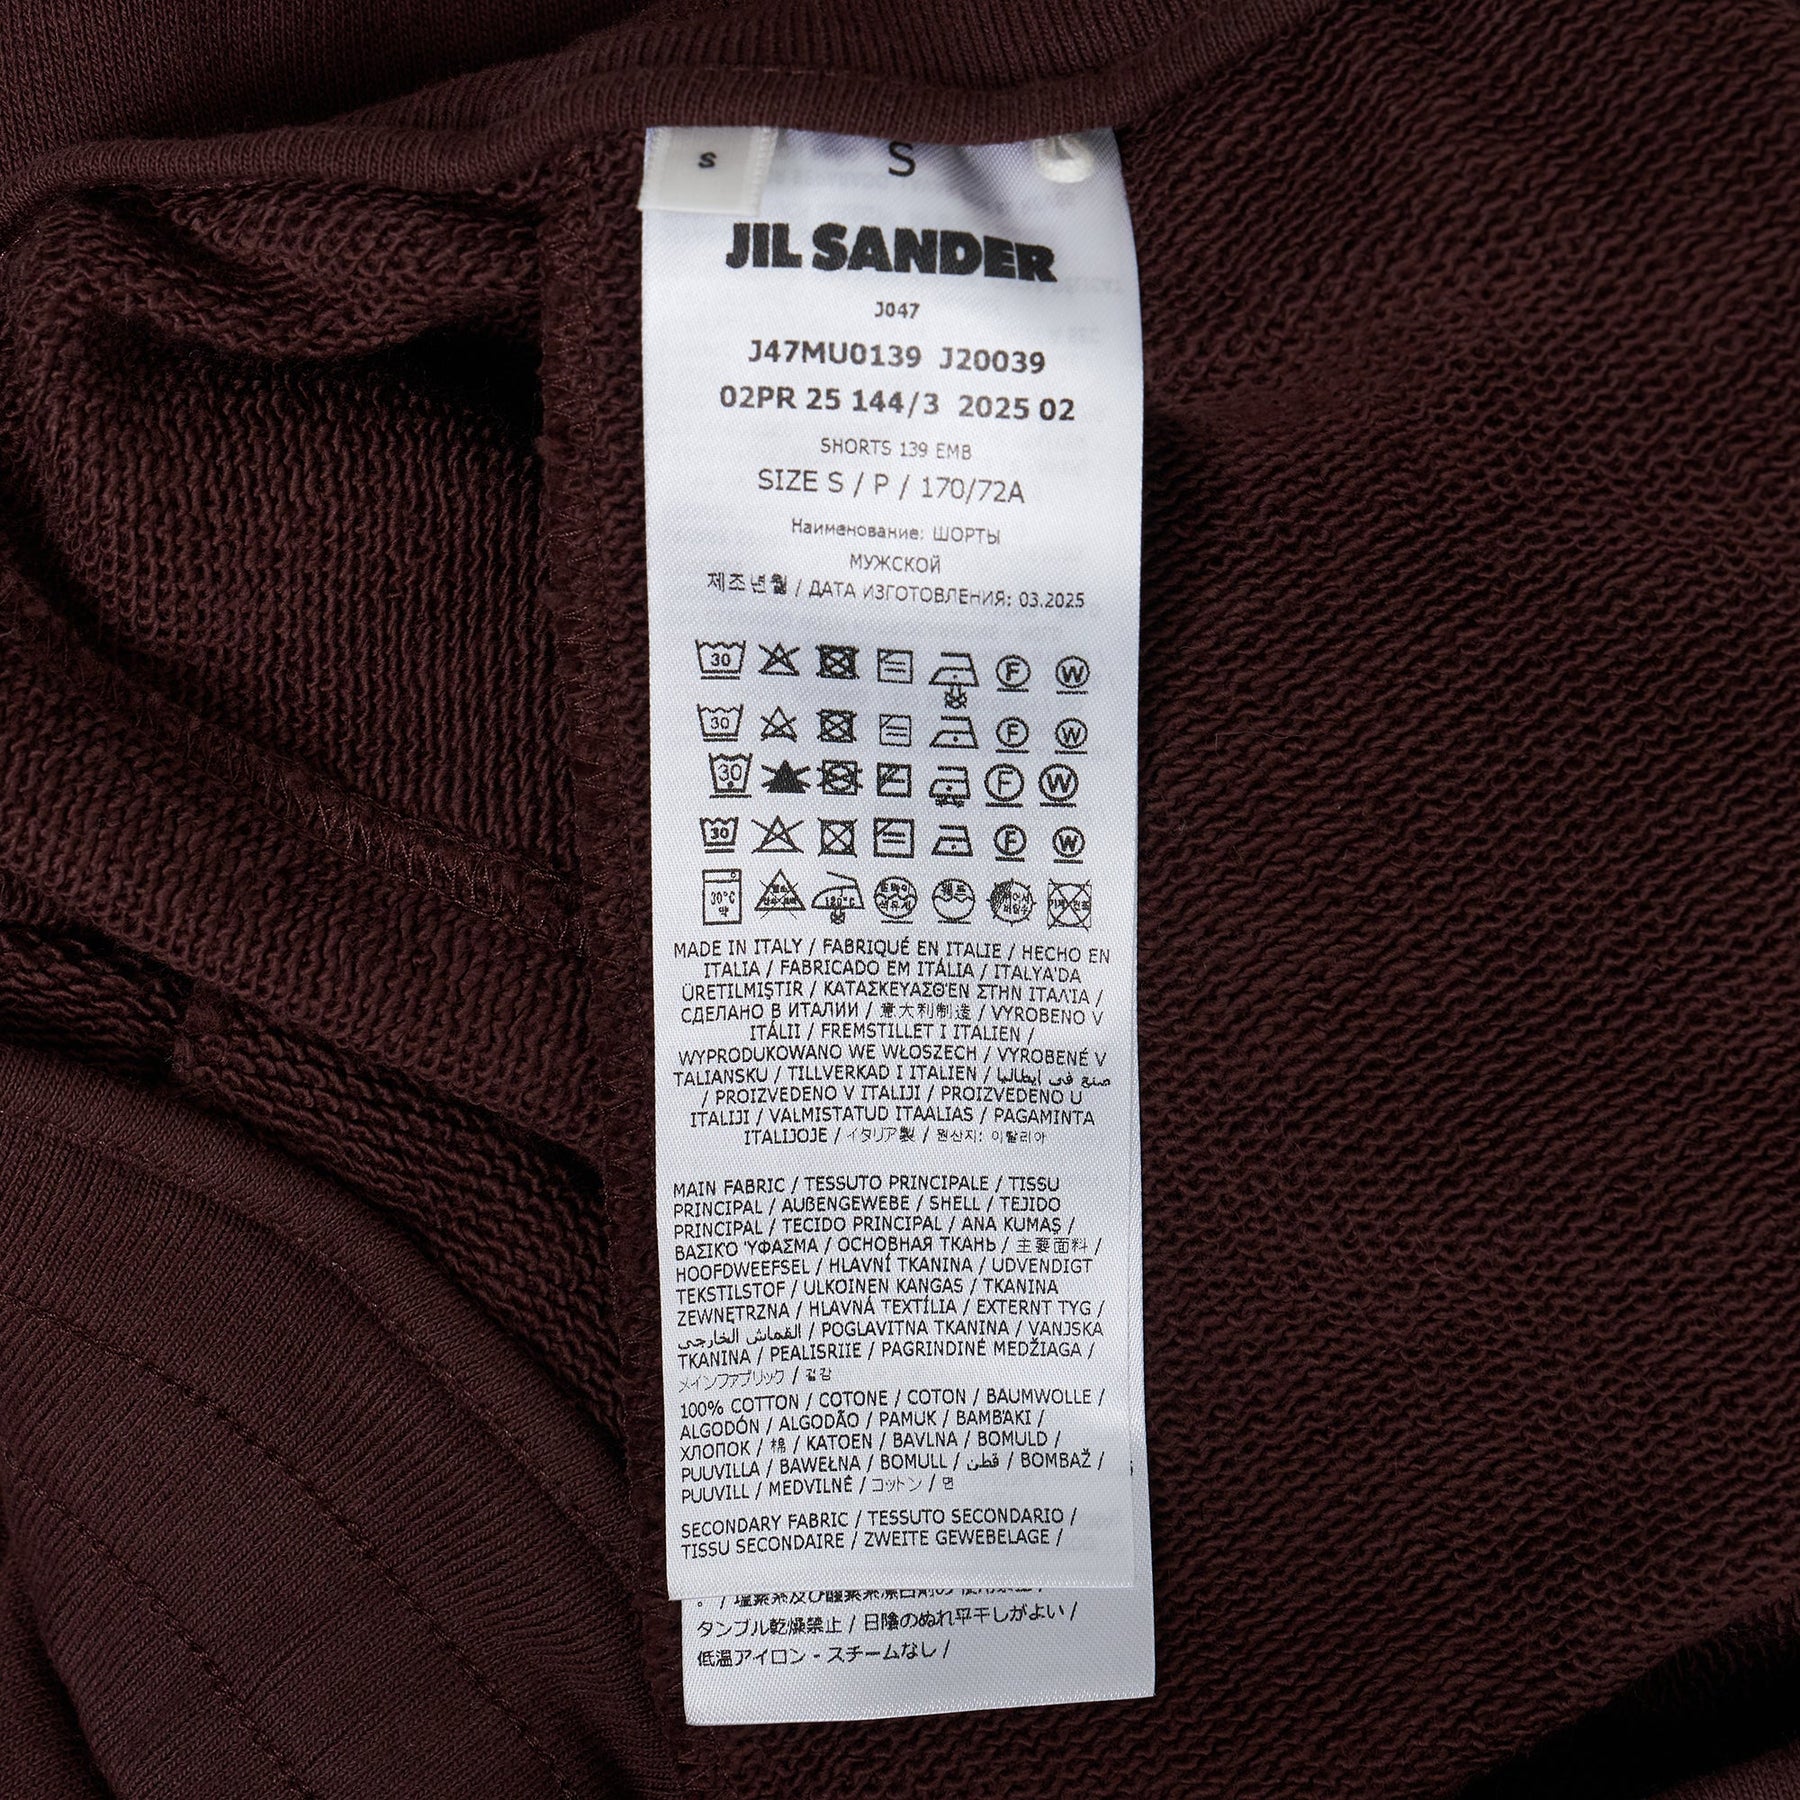 S
S
JIL SANDER
J047
J47MU0139 J20039
02PR 25 144/3 2025 02
SHORTS 139 EMB
SIZE S / P / 170/72A
Наименование: ШОРТЫ
МУЖСКОЙ
제조년월 / ДАТА ИЗГОТОВЛЕНИЯ: 03.2025
30 F W
30 F W
30 F W
30 F W
30°C 120°C
MADE IN ITALY / FABRIQUÉ EN ITALIE / HECHO EN
ITALIA / FABRICADO EM ITÁLIA / ITALYA'DA
ÜRETILMIŞTIR / ΚΑΤΑΣΚΕΥΑΣΘΈΝ ΣΤΗΝ ΙΤΑΛΊΑ /
СДЕЛАНО В ИТАЛИИ / 意大利制造 / VYROBENO V
ITÁLII / FREMSTILLET I ITALIEN /
WYPRODUKOWANO WE WŁOSZECH / VYROBENÉ V
TALIANSKU / TILLVERKAD I ITALIEN / صنع في إيطاليا
/ PROIZVEDENO V ITALIJI / PROIZVEDENO U
ITALIJI / VALMISTATUD ITAALIAS / PAGAMINTA
ITALIJOJE / イタリア製 / 원산지: 이탈리아
MAIN FABRIC / TESSUTO PRINCIPALE / TISSU
PRINCIPAL / AUßENGEWEBE / SHELL / TEJIDO
PRINCIPAL / TECIDO PRINCIPAL / ANA KUMAŞ /
ΒΑΣΙΚΌ ΎΦΑΣΜΑ / ОСНОВНАЯ ТКАНЬ / 主要面料 /
HOOFDWEEFSEL / HLAVNÍ TKANINA / UDVENDIGT
TEKSTILSTOF / ULKOINEN KANGAS / TKANINA
ZEWNĘTRZNA / HLAVNÁ TEXTÍLIA / EXTERNT TYG /
القماش الخارجي / POGLAVITNA TKANINA / VANJSKA
TKANINA / PEALISRIIE / PAGRINDINĖ MEDŽIAGA /
メインファブリック / 겉감
100% COTTON / COTONE / COTON / BAUMWOLLE /
ALGODÓN / ALGODÃO / PAMUK / ΒΑΜΒΆΚΙ /
ХЛОПОК / 棉 / KATOEN / BAVLNA / BOMULD /
PUUVILLA / BAWEŁNA / BOMULL / قطن / BOMBAŽ /
PUUVILL / MEDVILNĖ / コットン / 면
SECONDARY FABRIC / TESSUTO SECONDARIO /
TISSU SECONDAIRE / ZWEITE GEWEBELAGE /
タンブル乾燥禁止 / 日陰のぬれ平干しがよい /
低温アイロン - スチームなし /